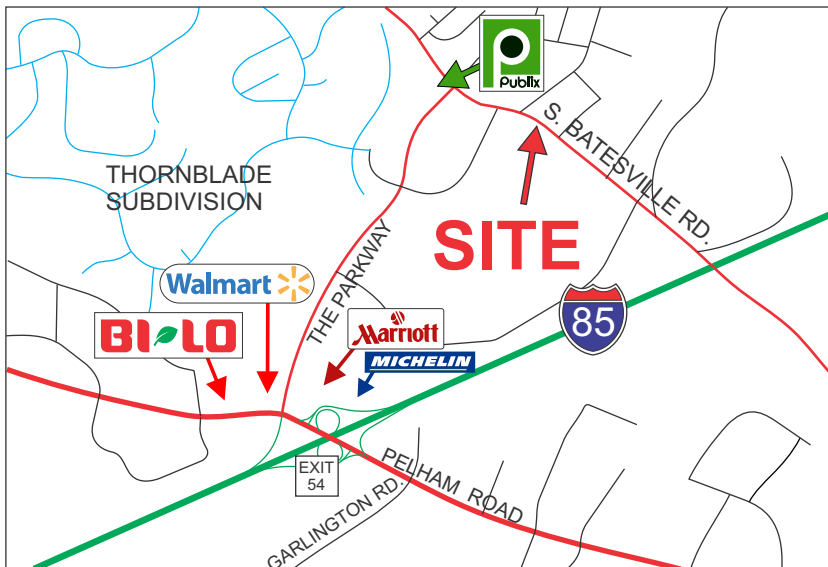 Publix
S. BATESVILLE RD.
THORNBLADE
SUBDIVISION
SITE
THE PARKWAY
Walmart
BI-LO
Marriott
MICHELIN
85
EXIT
54
PELHAM ROAD
GARLINGTON RD.